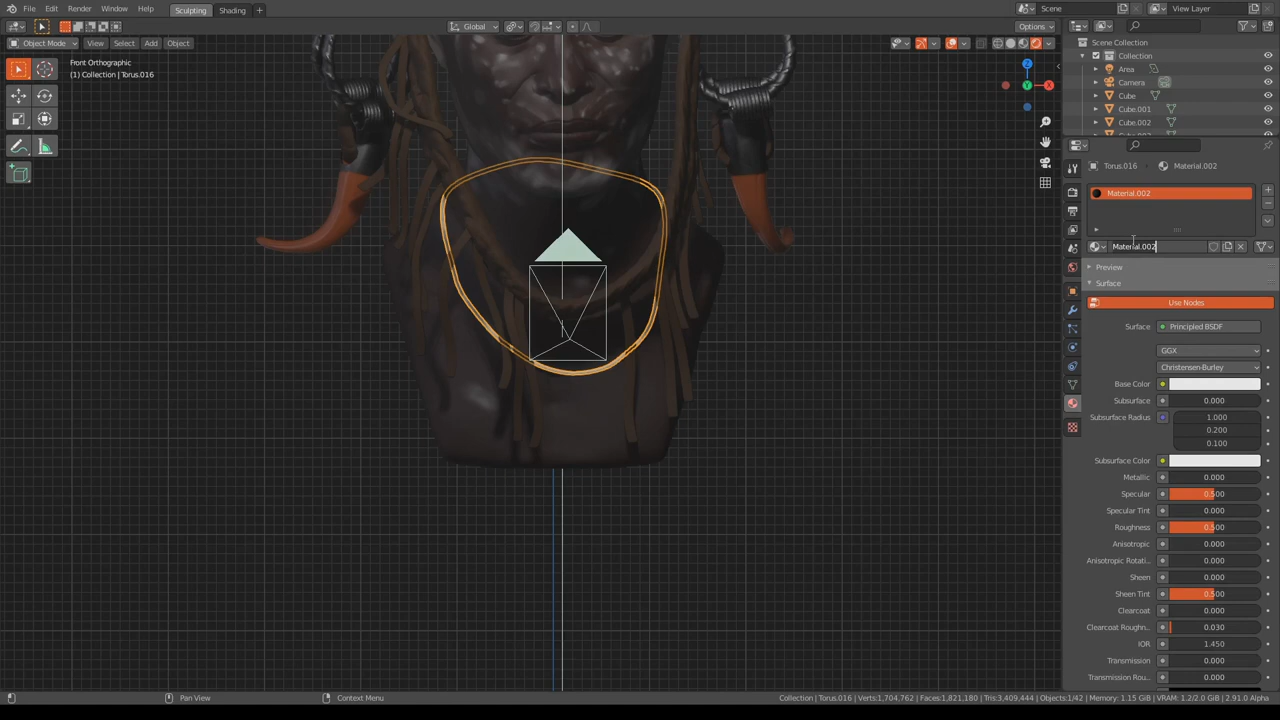 File Edit Render Window Help Sculpting Shading + Scene View Layer
Global Options
Object Mode View Select Add Object
Front Orthographic
(1) Collection | Torus.016
Z
X
Y
Scene Collection
Collection
Area
Camera
Cube
Cube.001
Cube.002
Torus.016 Material.002
Material.002
Material.002
Preview
Surface
Use Nodes
Surface Principled BSDF
GGX
Christensen-Burley
Base Color
Subsurface 0.000
Subsurface Radius 1.000
0.200
0.100
Subsurface Color
Metallic 0.000
Specular 0.500
Specular Tint 0.000
Roughness 0.500
Anisotropic 0.000
Anisotropic Rotati.. 0.000
Sheen 0.000
Sheen Tint 0.500
Clearcoat 0.000
Clearcoat Roughn.. 0.030
IOR 1.450
Transmission 0.000
Transmission Rou.. 0.000
Pan View Context Menu Collection | Torus.016 | Verts:1,704,762 | Faces:1,821,180 | Tris:3,409,444 | Objects:1/42 | Memory: 1.15 GiB | VRAM: 1.2/2.0 GiB | 2.91.0 Alpha